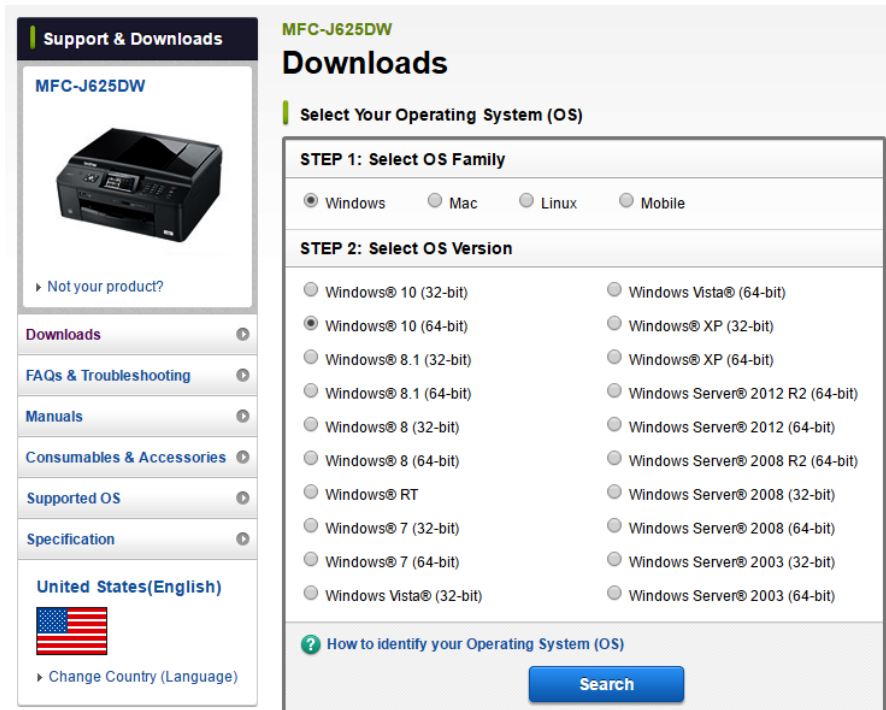 Support & Downloads
MFC-J625DW
Not your product?
Downloads
FAQs & Troubleshooting
Manuals
Consumables & Accessories
Supported OS
Specification
United States(English)
Change Country (Language)
MFC-J625DW
Downloads
Select Your Operating System (OS)
STEP 1: Select OS Family
Windows Mac Linux Mobile
STEP 2: Select OS Version
Windows® 10 (32-bit)
Windows® 10 (64-bit)
Windows® 8.1 (32-bit)
Windows® 8.1 (64-bit)
Windows® 8 (32-bit)
Windows® 8 (64-bit)
Windows® RT
Windows® 7 (32-bit)
Windows® 7 (64-bit)
Windows Vista® (32-bit)
Windows Vista® (64-bit)
Windows® XP (32-bit)
Windows® XP (64-bit)
Windows Server® 2012 R2 (64-bit)
Windows Server® 2012 (64-bit)
Windows Server® 2008 R2 (64-bit)
Windows Server® 2008 (32-bit)
Windows Server® 2008 (64-bit)
Windows Server® 2003 (32-bit)
Windows Server® 2003 (64-bit)
? How to identify your Operating System (OS)
Search